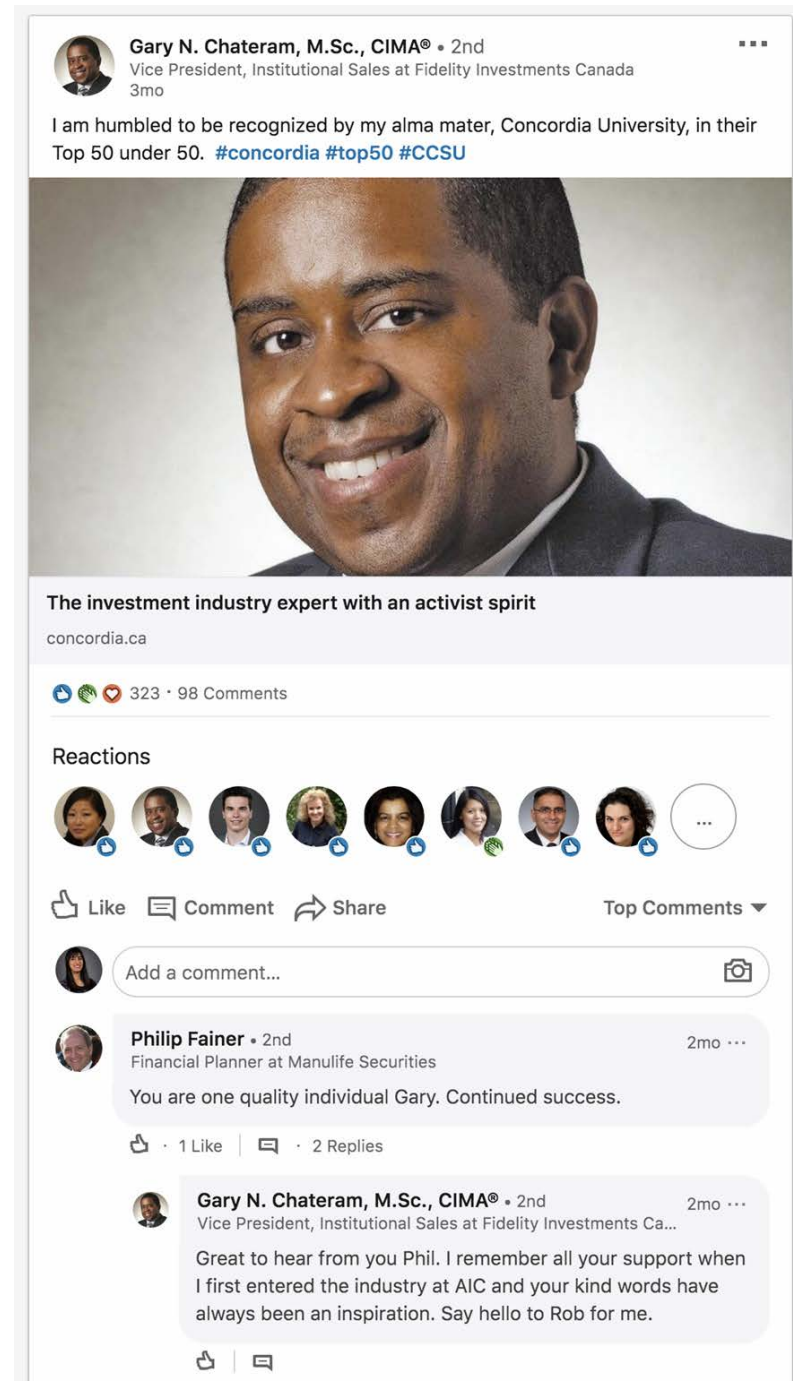 Gary N. Chateram, M.Sc., CIMA® • 2nd
Vice President, Institutional Sales at Fidelity Investments Canada
3mo
I am humbled to be recognized by my alma mater, Concordia University, in their
Top 50 under 50. #concordia #top50 #CCSU
The investment industry expert with an activist spirit
concordia.ca
323 · 98 Comments
Reactions
...
Like Comment Share Top Comments
Add a comment...
Philip Fainer • 2nd 2mo ...
Financial Planner at Manulife Securities
You are one quality individual Gary. Continued success.
· 1 Like · 2 Replies
Gary N. Chateram, M.Sc., CIMA® • 2nd 2mo ...
Vice President, Institutional Sales at Fidelity Investments Ca...
Great to hear from you Phil. I remember all your support when
I first entered the industry at AIC and your kind words have
always been an inspiration. Say hello to Rob for me.